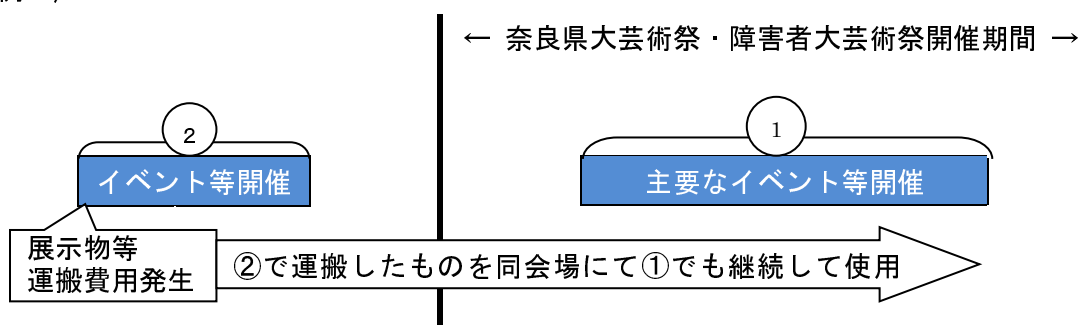 ← 奈良県大芸術祭・障害者大芸術祭開催期間 →
2
1
イベント等開催
主要なイベント等開催
展示物等
運搬費用発生
②で運搬したものを同会場にて①でも継続して使用